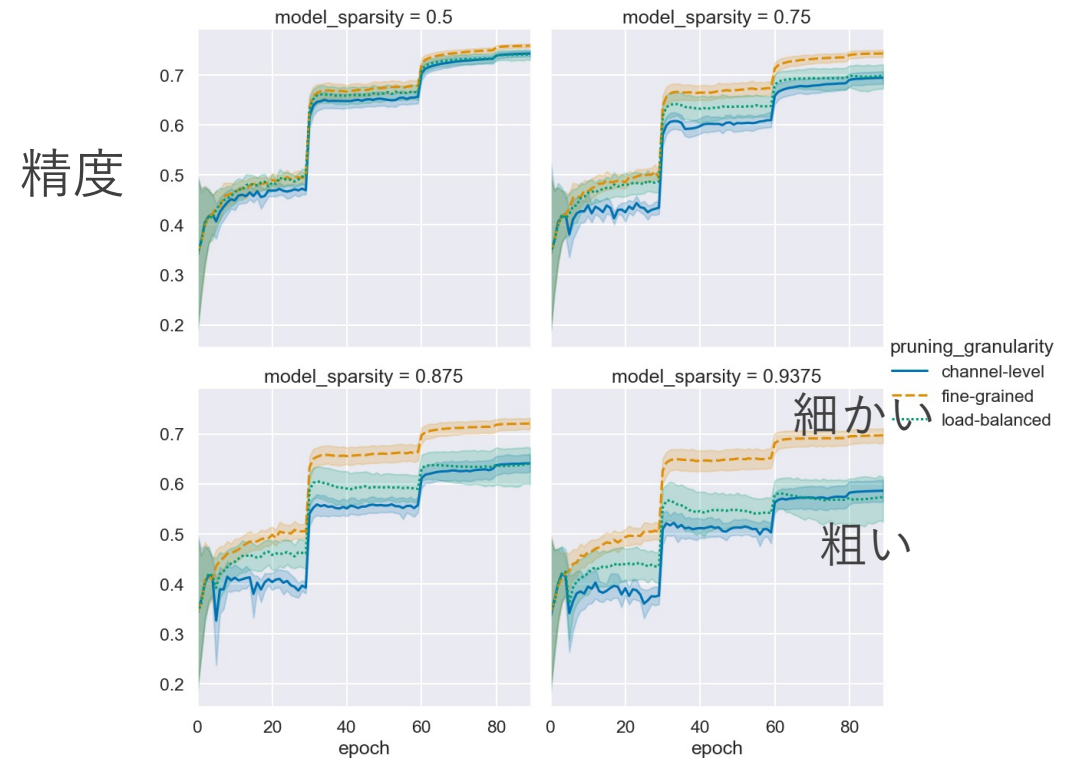 model_sparsity = 0.5
model_sparsity = 0.75
0.7
0.6
0.5
0.4
0.3
0.2
精度
pruning_granularity
channel-level
fine-grained
load-balanced
model_sparsity = 0.875
model_sparsity = 0.9375
細かい
粗い
0.7
0.6
0.5
0.4
0.3
0.2
0 20 40 60 80
0 20 40 60 80
epoch
epoch